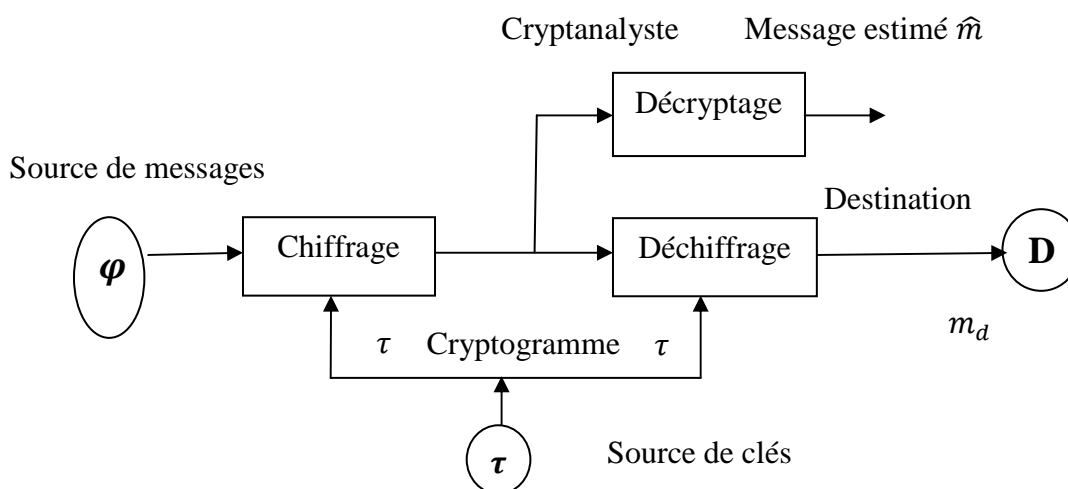 Cryptanalyste Message estimé m̂
Décryptage
Source de messages
Destination
φ
Chiffrage
Déchiffrage
D
τ Cryptogramme τ
m_d
τ
Source de clés